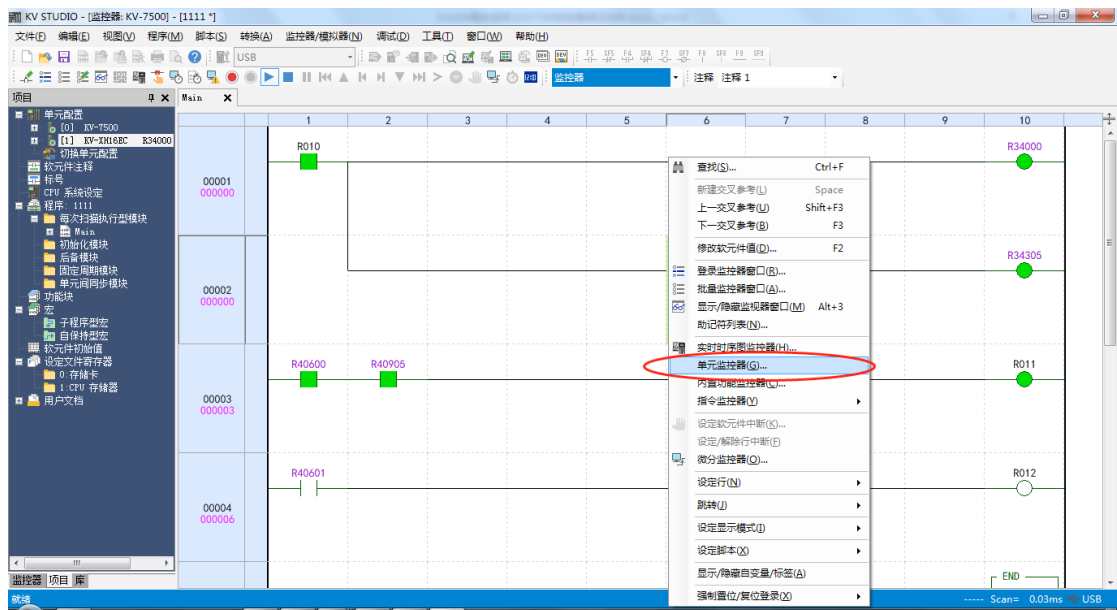 KV STUDIO - [监控器: KV-7500] - [1111 *]
文件(F) 编辑(E) 视图(V) 程序(M) 脚本(S) 转换(A) 监控器/模拟器(N) 调试(D) 工具(T) 窗口(W) 帮助(H)
USB
F5 SF5 F4 SF4 F7 SF7 F8 SF8 F9 SF9
监控器 注释 注释 1
项目
Main
单元配置
[0] KV-7500
[1] KV-XH16EC R34000
切换单元配置
软元件注释
标号
CPU 系统设定
程序: 1111
每次扫描执行型模块
Main
初始化模块
后备模块
固定周期模块
单元间同步模块
功能块
宏
子程序型宏
自保持型宏
软元件初始值
设定文件寄存器
0:存储卡
1:CPU 存储器
用户文档
监控器 项目 库
1 2 3 4 5 6 7 8 9 10
R010 R34000
00001
000000
R34305
00002
000000
R40600 R40905 R011
00003
000003
R40601 R012
00004
000006
END
查找(S)... Ctrl+F
新建交叉参考(L) Space
上一交叉参考(U) Shift+F3
下一交叉参考(B) F3
修改软元件值(D)... F2
登录监控器窗口(R)...
批量监控器窗口(A)...
显示/隐藏监视器窗口(M) Alt+3
助记符列表(N)...
实时时序图监控器(H)...
单元监控器(G)...
内置功能监控器(C)...
指令监控器(Y)
设定软元件中断(K)...
设定/解除行中断(F)
微分监控器(O)...
设定行(N)
跳转(J)
设定显示模式(I)
设定脚本(X)
显示/隐藏自变量/标签(A)
强制置位/复位登录(X)
就绪 ----- Scan= 0.03ms USB